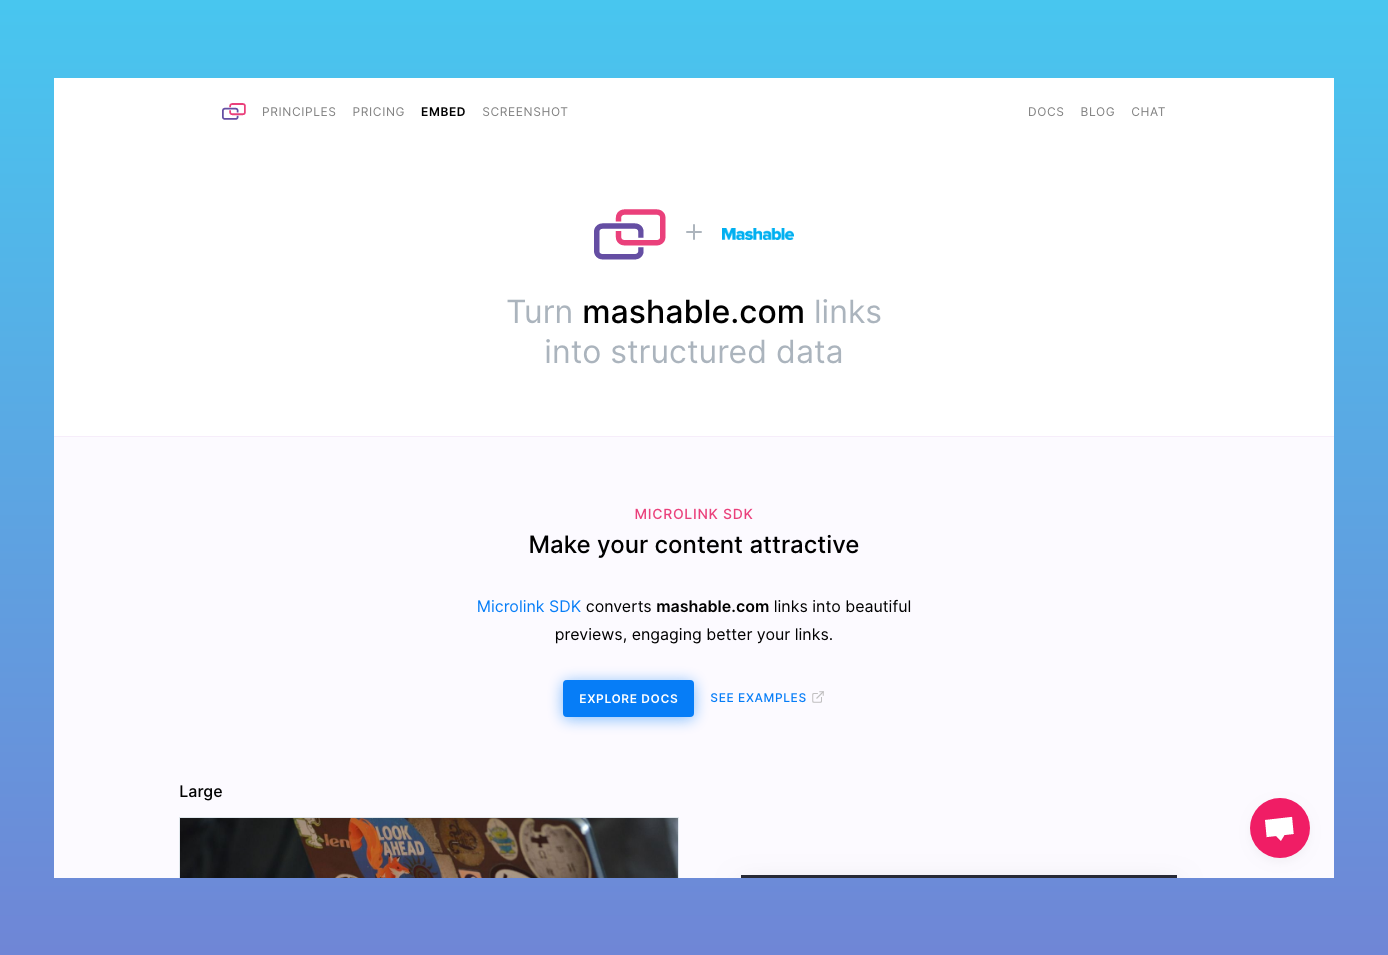 PRINCIPLES PRICING EMBED SCREENSHOT DOCS BLOG CHAT
Mashable
Turn mashable.com links
into structured data
MICROLINK SDK
Make your content attractive
Microlink SDK converts mashable.com links into beautiful
previews, engaging better your links.
EXPLORE DOCS SEE EXAMPLES
Large
LOOK
AHEAD